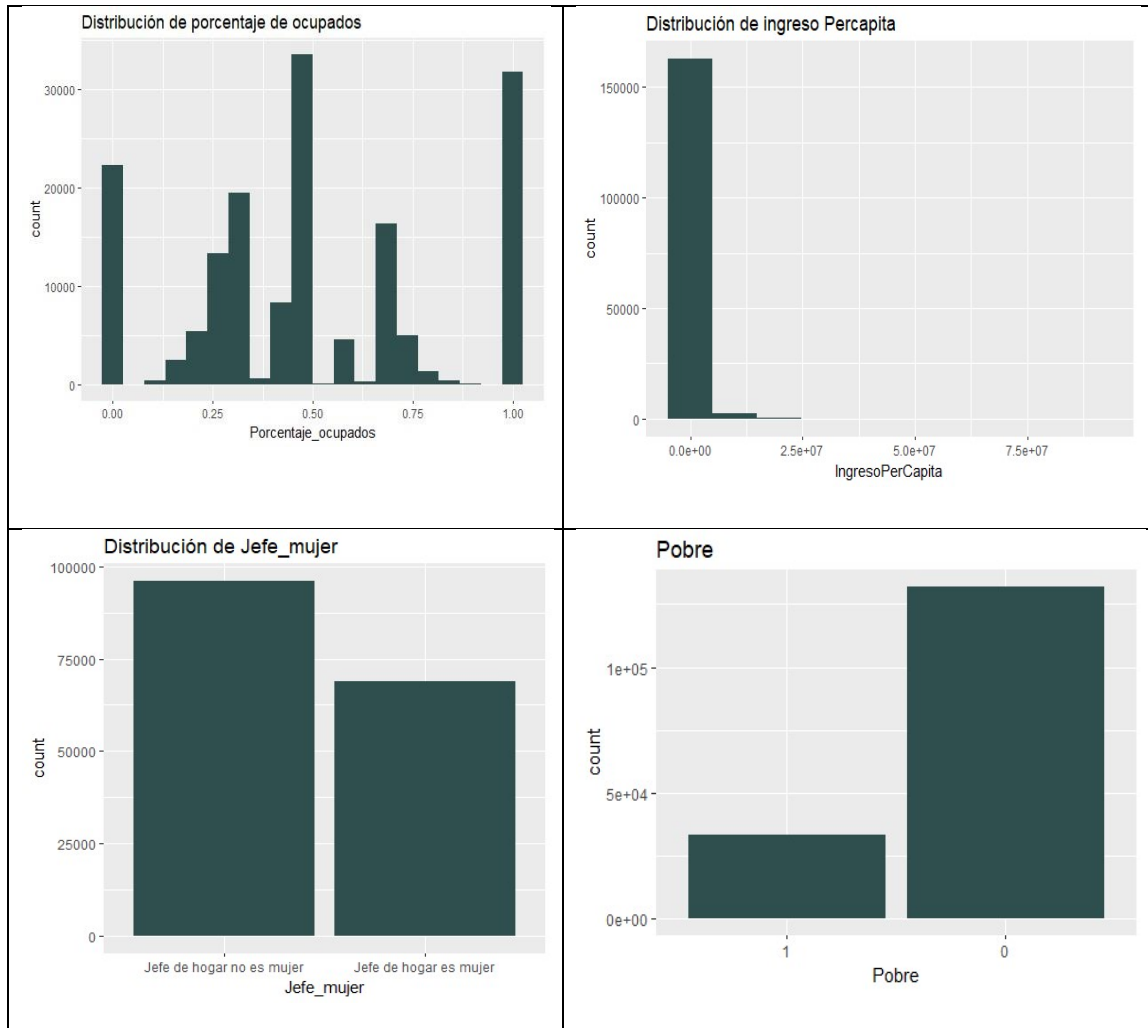 Distribución de porcentaje de ocupados
30000
20000
10000
0
count
0.00 0.25 0.50 0.75 1.00
Porcentaje_ocupados
Distribución de ingreso Percapita
150000
100000
50000
0
count
0.0e+00 2.5e+07 5.0e+07 7.5e+07
IngresoPerCapita
Distribución de Jefe_mujer
100000
75000
50000
25000
0
count
Jefe de hogar no es mujer Jefe de hogar es mujer
Jefe_mujer
Pobre
1e+05
5e+04
0e+00
count
1 0
Pobre